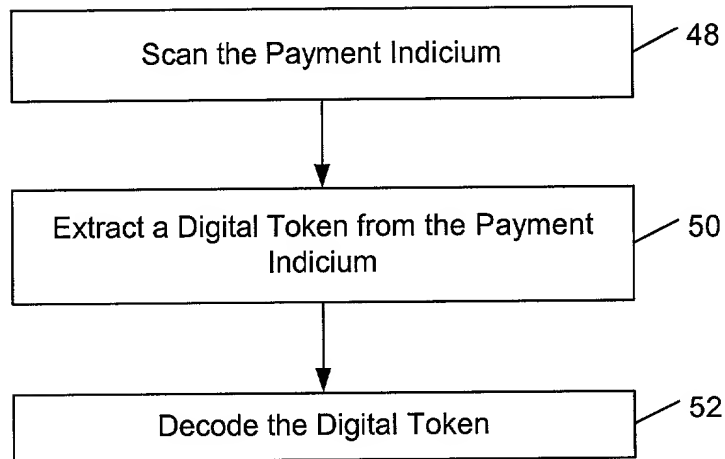 Scan the Payment Indicium
48
Extract a Digital Token from the Payment
Indicium
50
Decode the Digital Token
52